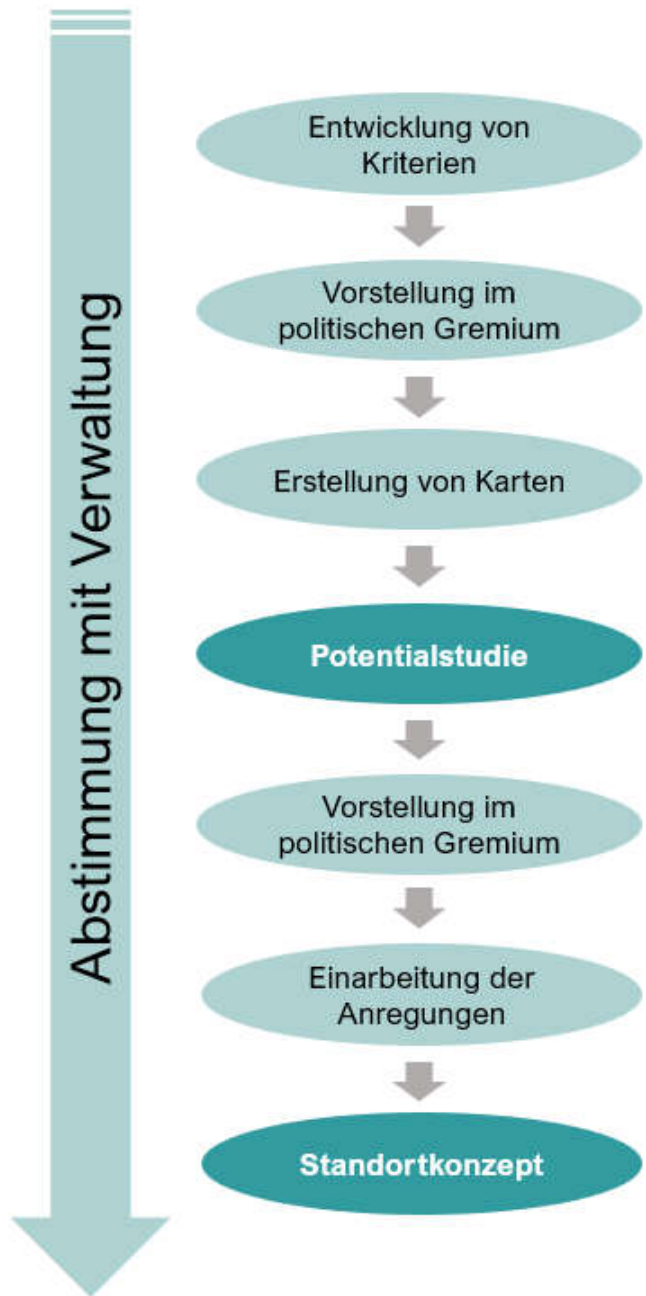 Abstimmung mit Verwaltung
Entwicklung von
Kriterien
Vorstellung im
politischen Gremium
Erstellung von Karten
Potentialstudie
Vorstellung im
politischen Gremium
Einarbeitung der
Anregungen
Standortkonzept